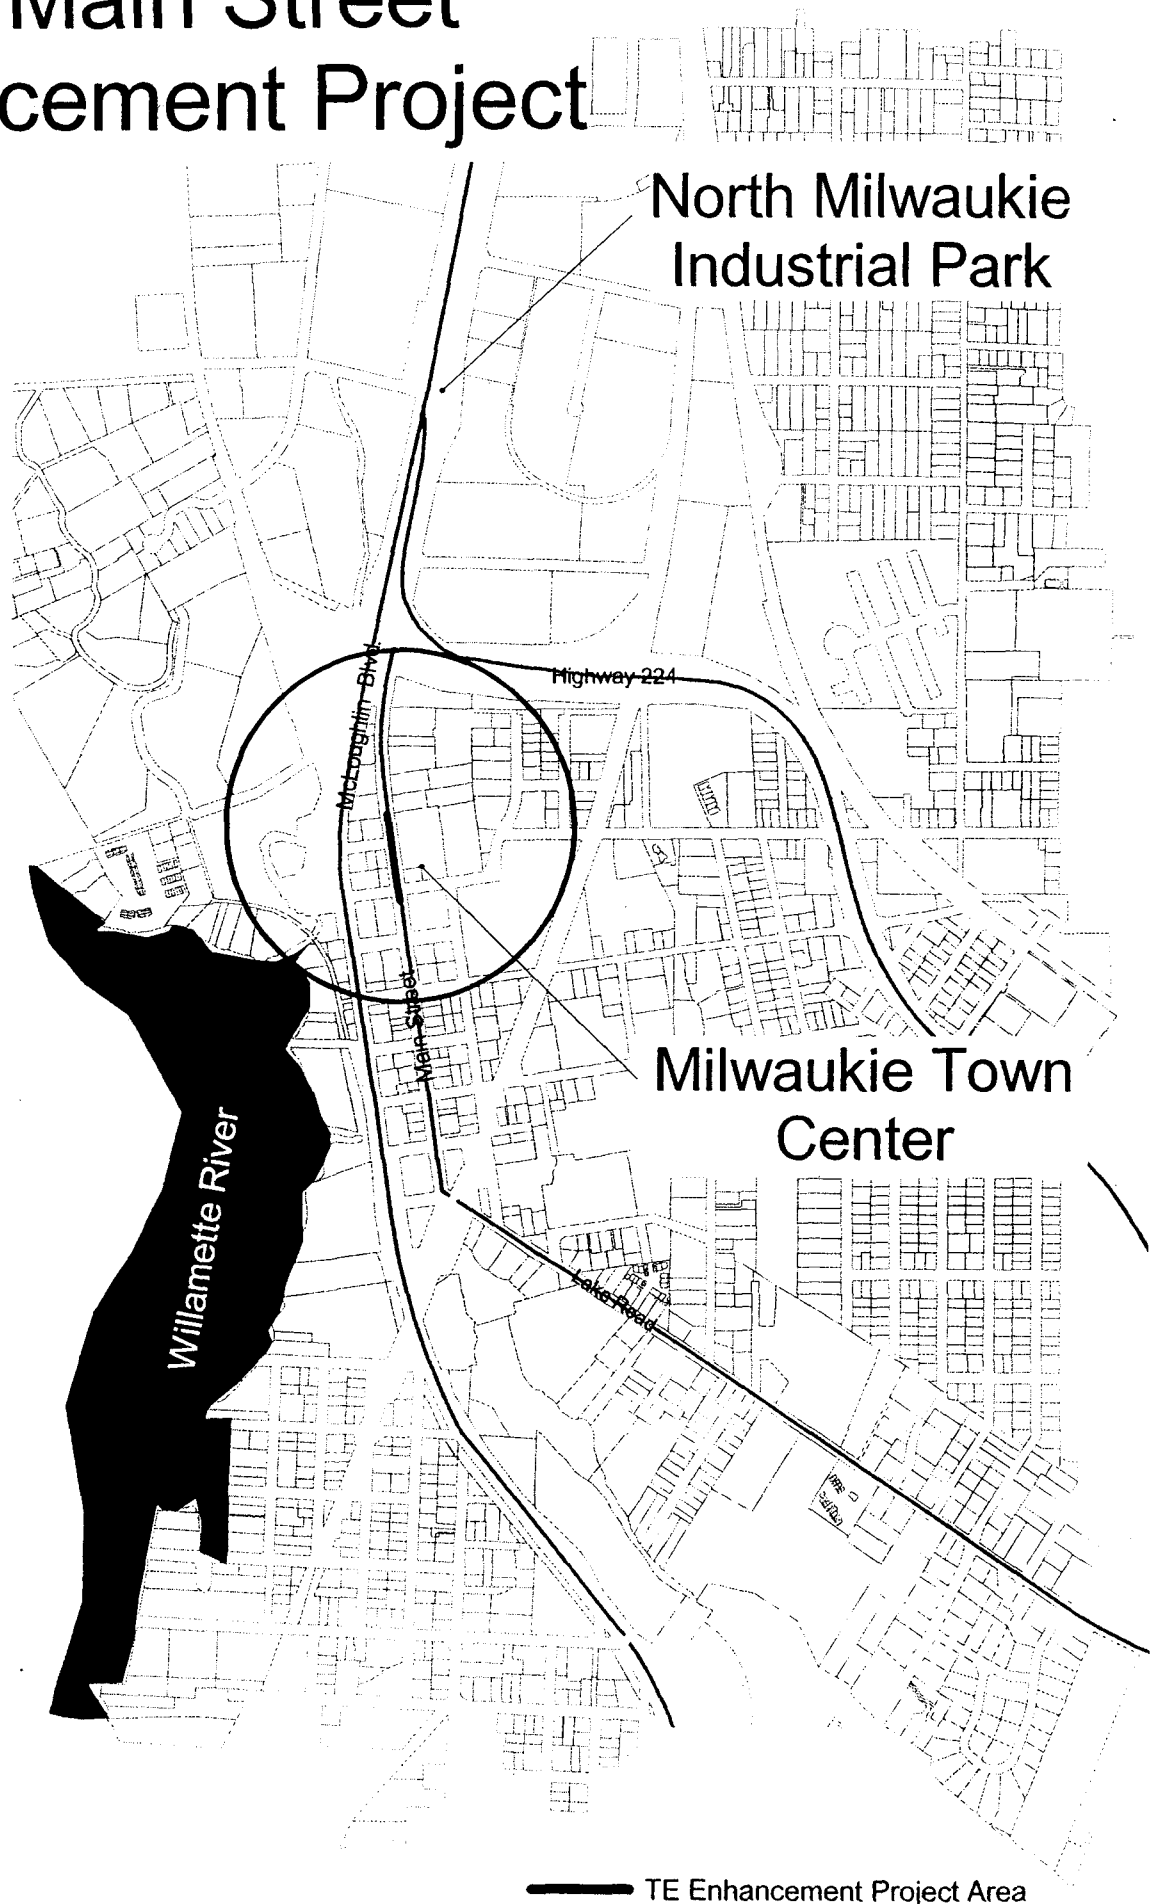 Main Street
cement Project
North Milwaukie
Industrial Park
Highway 224
McLoughlin Blvd.
Main Street
Milwaukie Town
Center
Willamette River
Lake Road
TE Enhancement Project Area